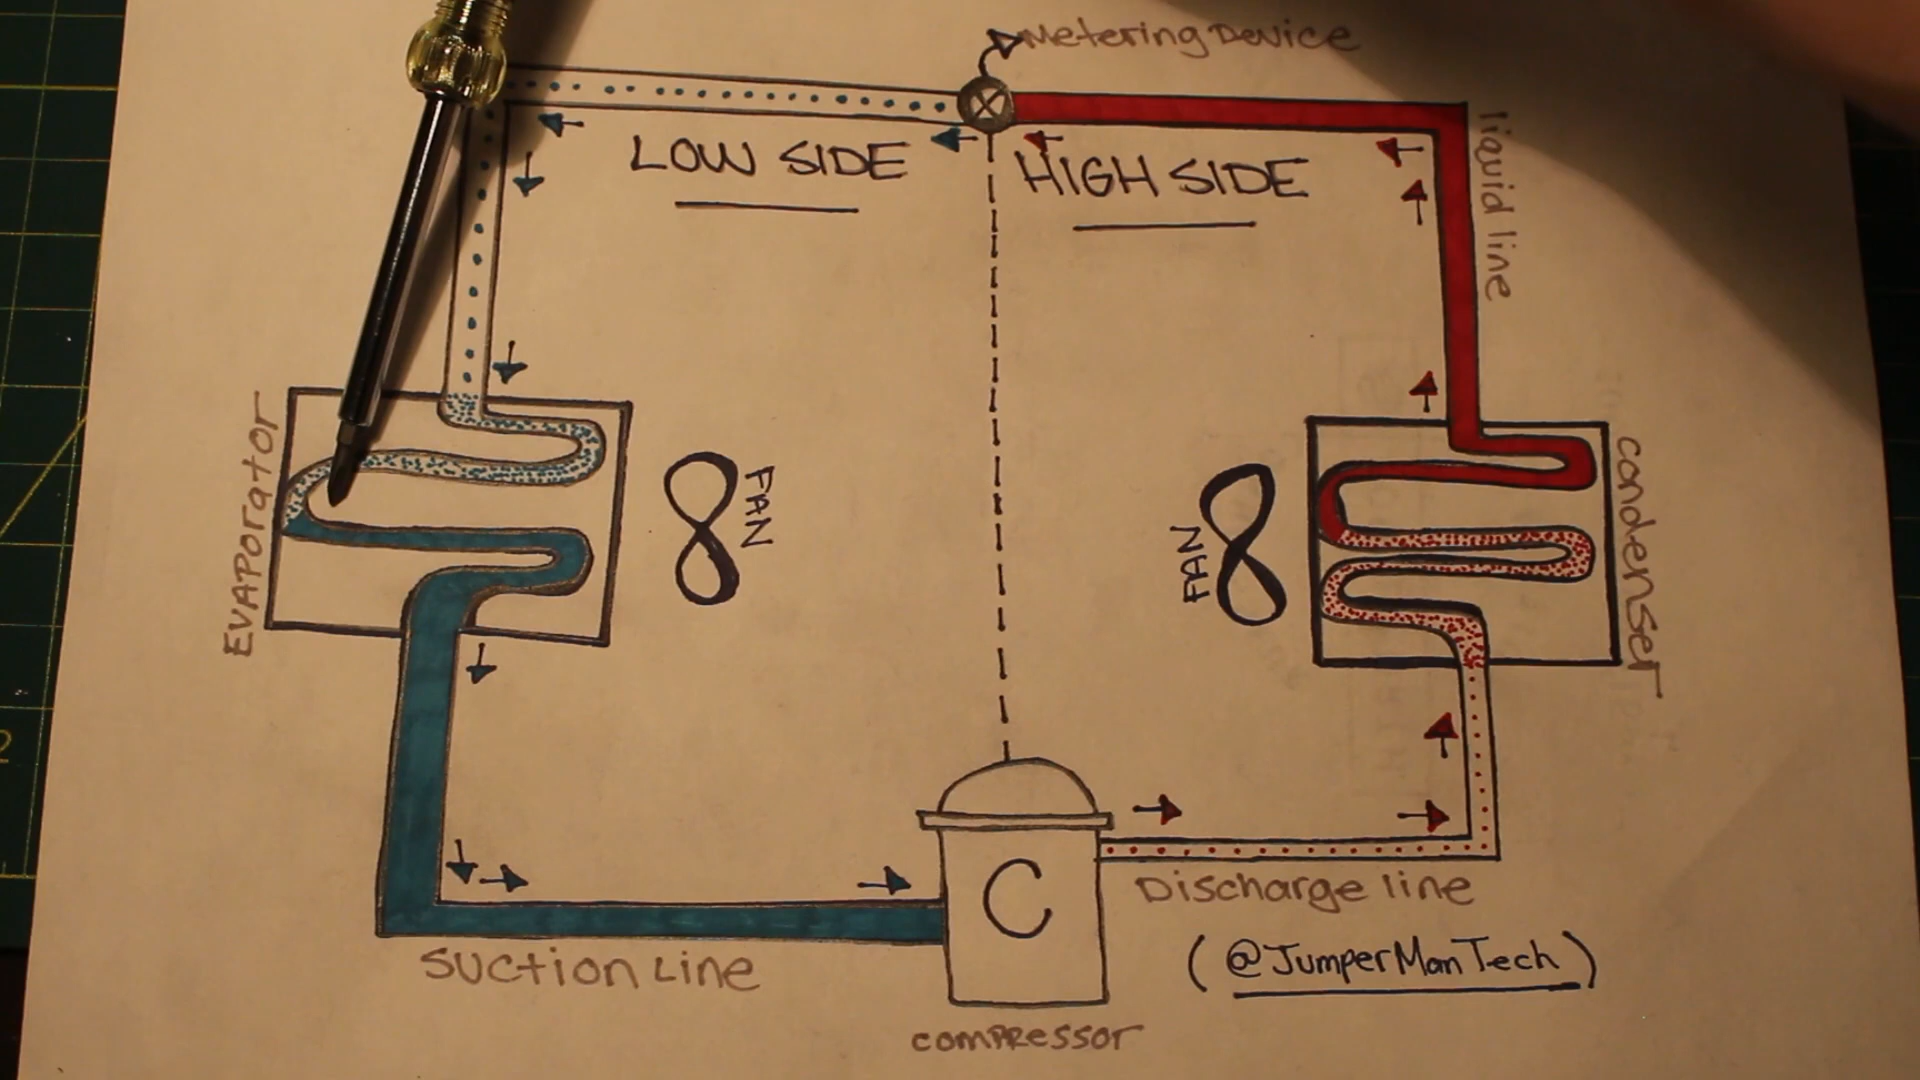 Metering Device
LOW SIDE
HIGH SIDE
liquid line
EVAPorator
FAN
FAN
condenser
C
Discharge line
Suction Line
(@JumperManTech)
comPRessor